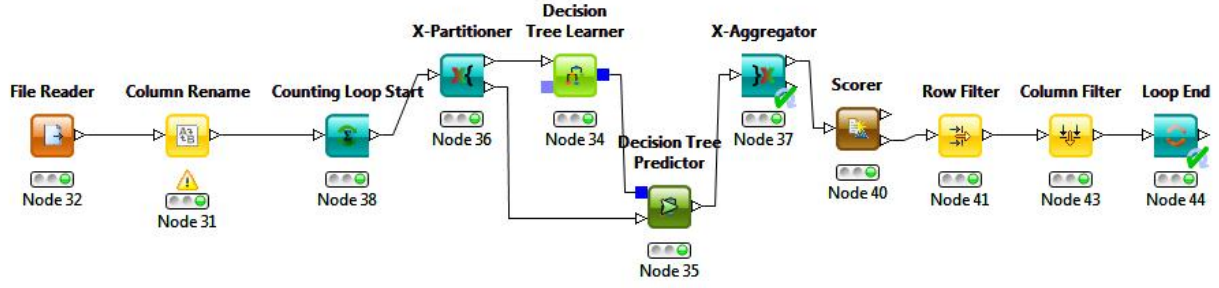 File Reader
Node 32
Column Rename
Node 31
Counting Loop Start
Node 38
X-Partitioner
Node 36
Decision
Tree Learner
Node 34
Decision Tree
Predictor
Node 35
X-Aggregator
Node 37
Scorer
Node 40
Row Filter
Node 41
Column Filter
Node 43
Loop End
Node 44